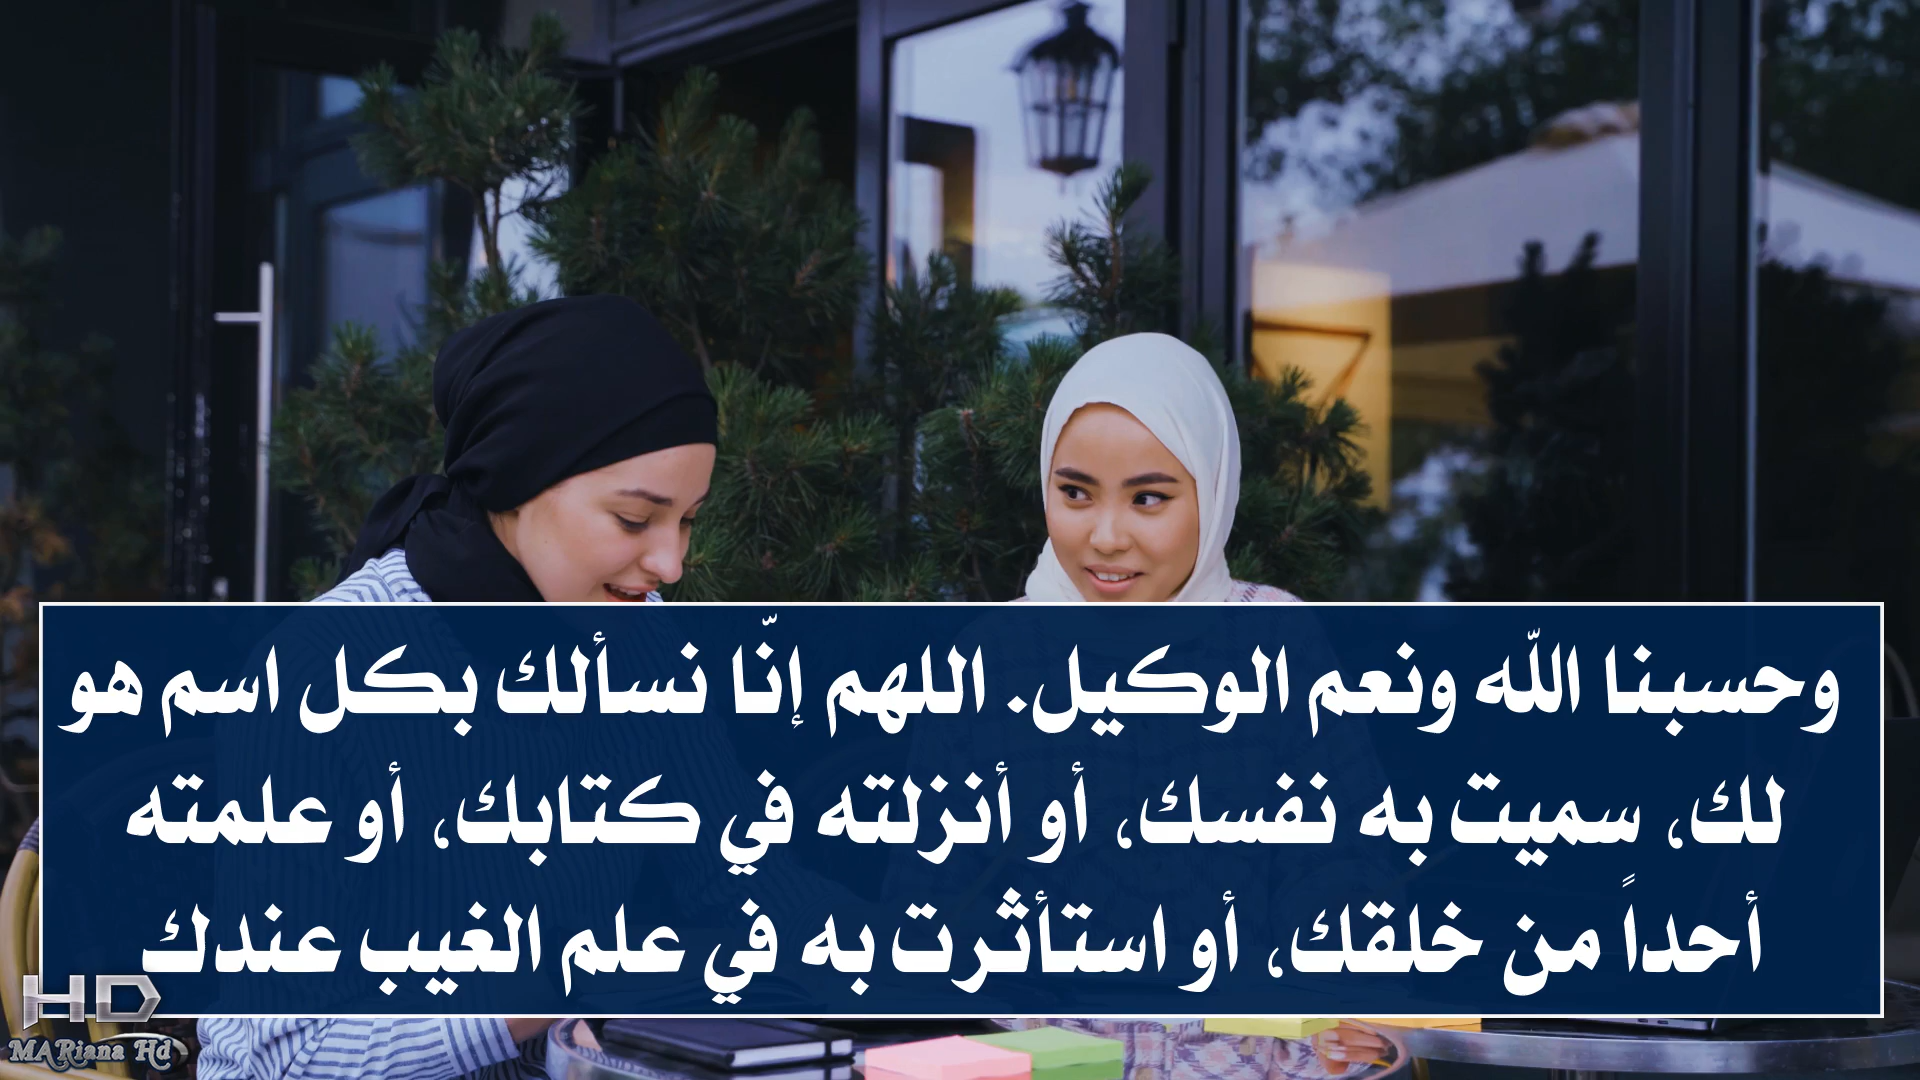 وحسبنا اللّه ونعم الوكيل. اللهم إنّا نسألك بكل اسم هو
لك، سميت به نفسك، أو أنزلته في كتابك، أو علمته
أحداً من خلقك، أو استأثرت به في علم الغيب عندك
HD
MARiana Hd